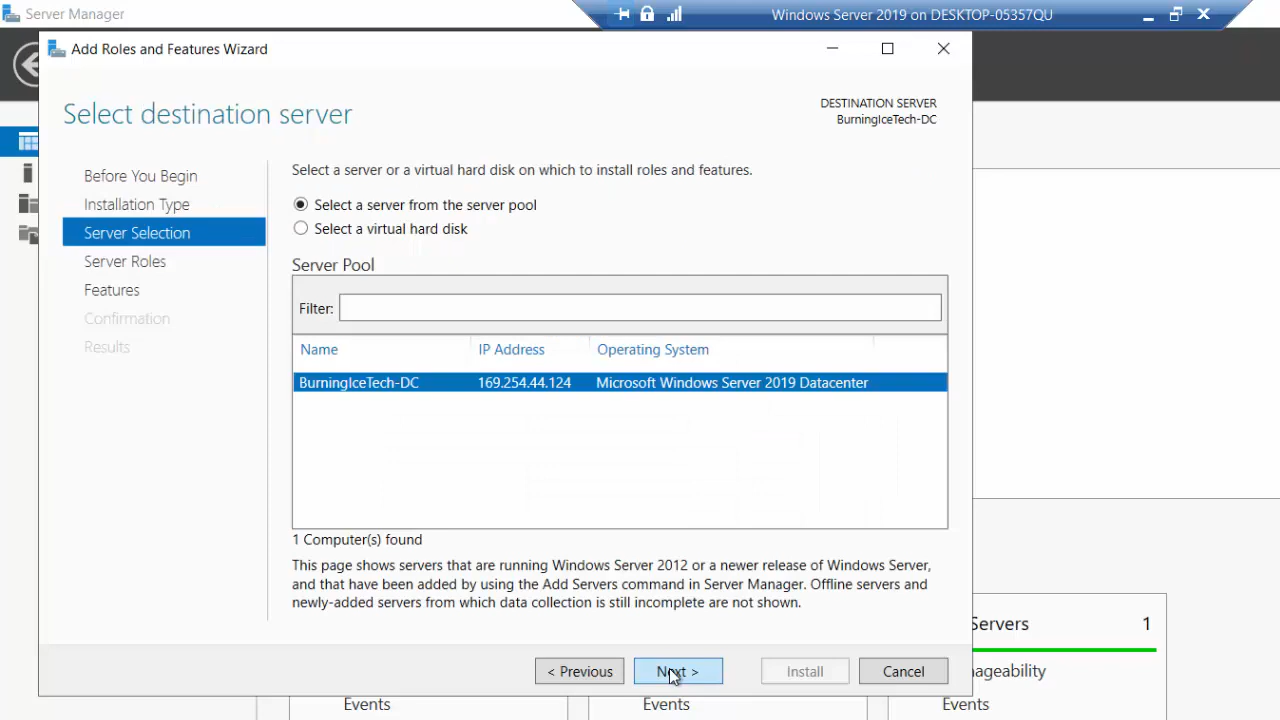 Server Manager
Windows Server 2019 on DESKTOP-05357QU
Add Roles and Features Wizard
Select destination server
DESTINATION SERVER
BurningIceTech-DC
Before You Begin
Installation Type
Server Selection
Server Roles
Features
Confirmation
Results
Select a server or a virtual hard disk on which to install roles and features.
Select a server from the server pool
Select a virtual hard disk
Server Pool
Filter:
Name IP Address Operating System
BurningIceTech-DC 169.254.44.124 Microsoft Windows Server 2019 Datacenter
1 Computer(s) found
This page shows servers that are running Windows Server 2012 or a newer release of Windows Server,
and that have been added by using the Add Servers command in Server Manager. Offline servers and
newly-added servers from which data collection is still incomplete are not shown.
< Previous Next > Install Cancel
Servers 1
nageability
Events Events Events